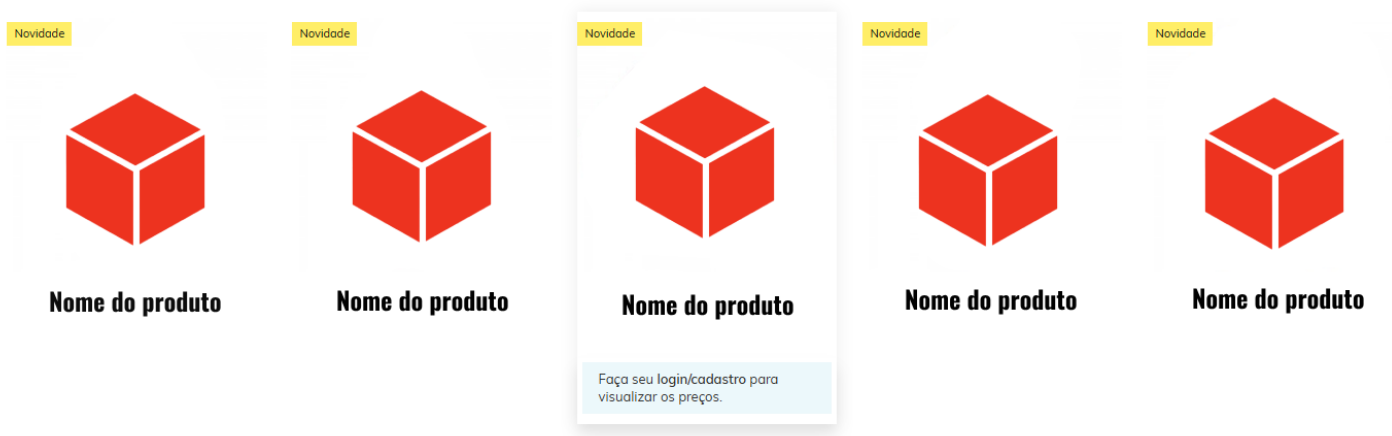 Novidade
Novidade
Novidade
Novidade
Novidade
Nome do produto
Nome do produto
Nome do produto
Nome do produto
Nome do produto
Faça seu login/cadastro para
visualizar os preços.